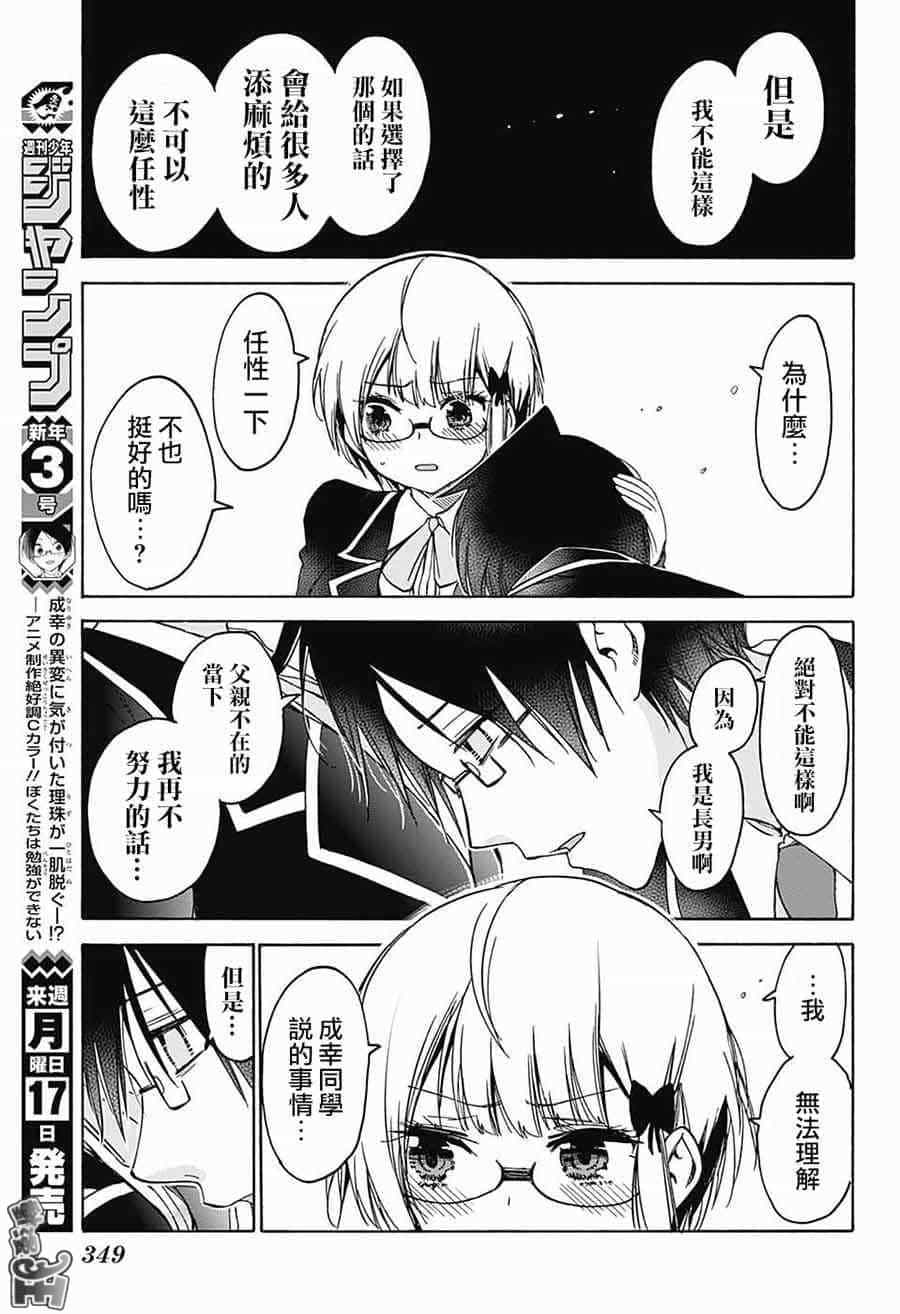 但是
我不能這樣
如果選擇了
那個的話
會給很多人
添麻煩的
不可以
這麼任性
為什麼…
任性一下
不也
挺好的嗎…?
絕對不能這樣啊
因為
我是長男啊
父親不在的
當下
我再不
努力的話…
…我
無法理解
成幸同學
説的事情…
但是…
週刊少年
ジャンプ
新年
3
号
成幸の異変に気が付いた理珠が一肌脱ぐー!?
―アニメ制作絶好調Cカラー!!ぼくたちは勉強ができない
来週
月
曜日
17
日
発売
349